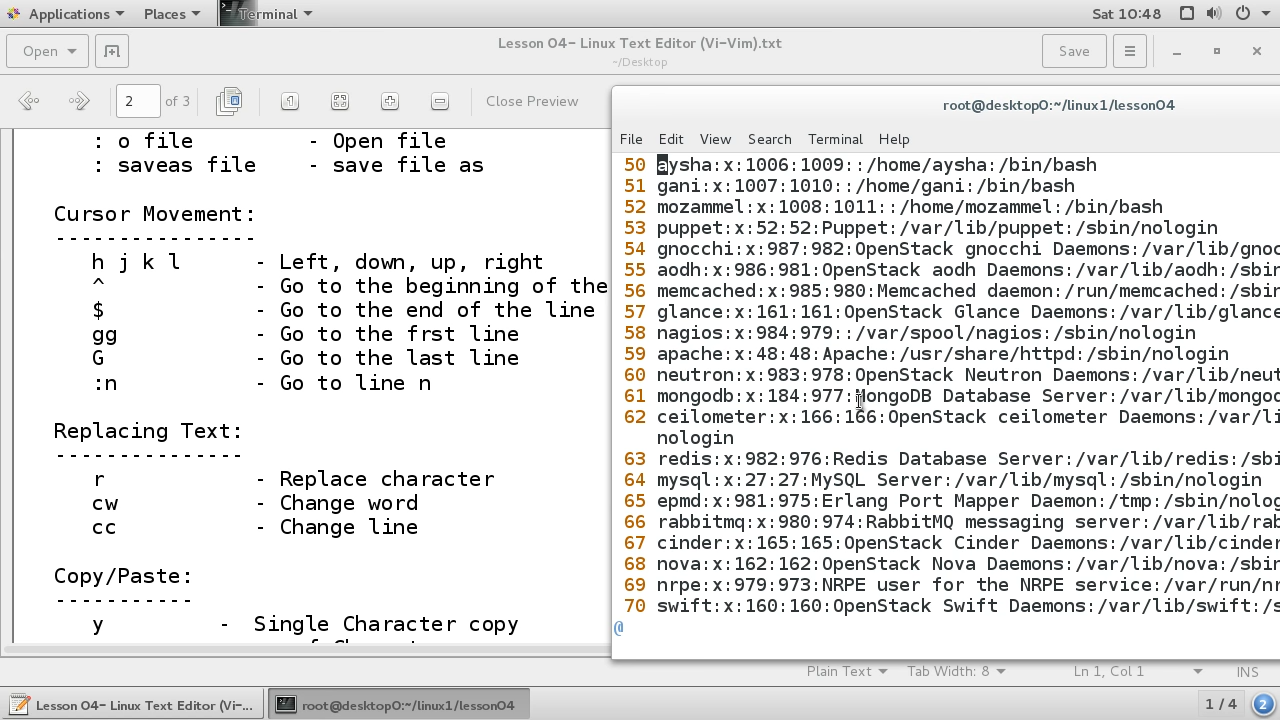 Applications Places Terminal Sat 10:48
Open Lesson 04- Linux Text Editor (Vi-Vim).txt Save
~/Desktop
2 of 3 Close Preview
: o file - Open file
: saveas file - save file as
Cursor Movement:
----------------
h j k l - Left, down, up, right
^ - Go to the beginning of the
$ - Go to the end of the line
gg - Go to the frst line
G - Go to the last line
:n - Go to line n
Replacing Text:
---------------
r - Replace character
cw - Change word
cc - Change line
Copy/Paste:
-----------
y - Single Character copy
root@desktop0:~/linux1/lesson04
File Edit View Search Terminal Help
50 aysha:x:1006:1009::/home/aysha:/bin/bash
51 gani:x:1007:1010::/home/gani:/bin/bash
52 mozammel:x:1008:1011::/home/mozammel:/bin/bash
53 puppet:x:52:52:Puppet:/var/lib/puppet:/sbin/nologin
54 gnocchi:x:987:982:OpenStack gnocchi Daemons:/var/lib/gnoc
55 aodh:x:986:981:OpenStack aodh Daemons:/var/lib/aodh:/sbin
56 memcached:x:985:980:Memcached daemon:/run/memcached:/sbin
57 glance:x:161:161:OpenStack Glance Daemons:/var/lib/glance
58 nagios:x:984:979::/var/spool/nagios:/sbin/nologin
59 apache:x:48:48:Apache:/usr/share/httpd:/sbin/nologin
60 neutron:x:983:978:OpenStack Neutron Daemons:/var/lib/neut
61 mongodb:x:184:977:MongoDB Database Server:/var/lib/mongod
62 ceilometer:x:166:166:OpenStack ceilometer Daemons:/var/li
nologin
63 redis:x:982:976:Redis Database Server:/var/lib/redis:/sbi
64 mysql:x:27:27:MySQL Server:/var/lib/mysql:/sbin/nologin
65 epmd:x:981:975:Erlang Port Mapper Daemon:/tmp:/sbin/nolog
66 rabbitmq:x:980:974:RabbitMQ messaging server:/var/lib/rab
67 cinder:x:165:165:OpenStack Cinder Daemons:/var/lib/cinder
68 nova:x:162:162:OpenStack Nova Daemons:/var/lib/nova:/sbin
69 nrpe:x:979:973:NRPE user for the NRPE service:/var/run/nr
70 swift:x:160:160:OpenStack Swift Daemons:/var/lib/swift:/s
@
Plain Text Tab Width: 8 Ln 1, Col 1 INS
Lesson 04- Linux Text Editor (Vi-... root@desktop0:~/linux1/lesson04 1 / 4 2